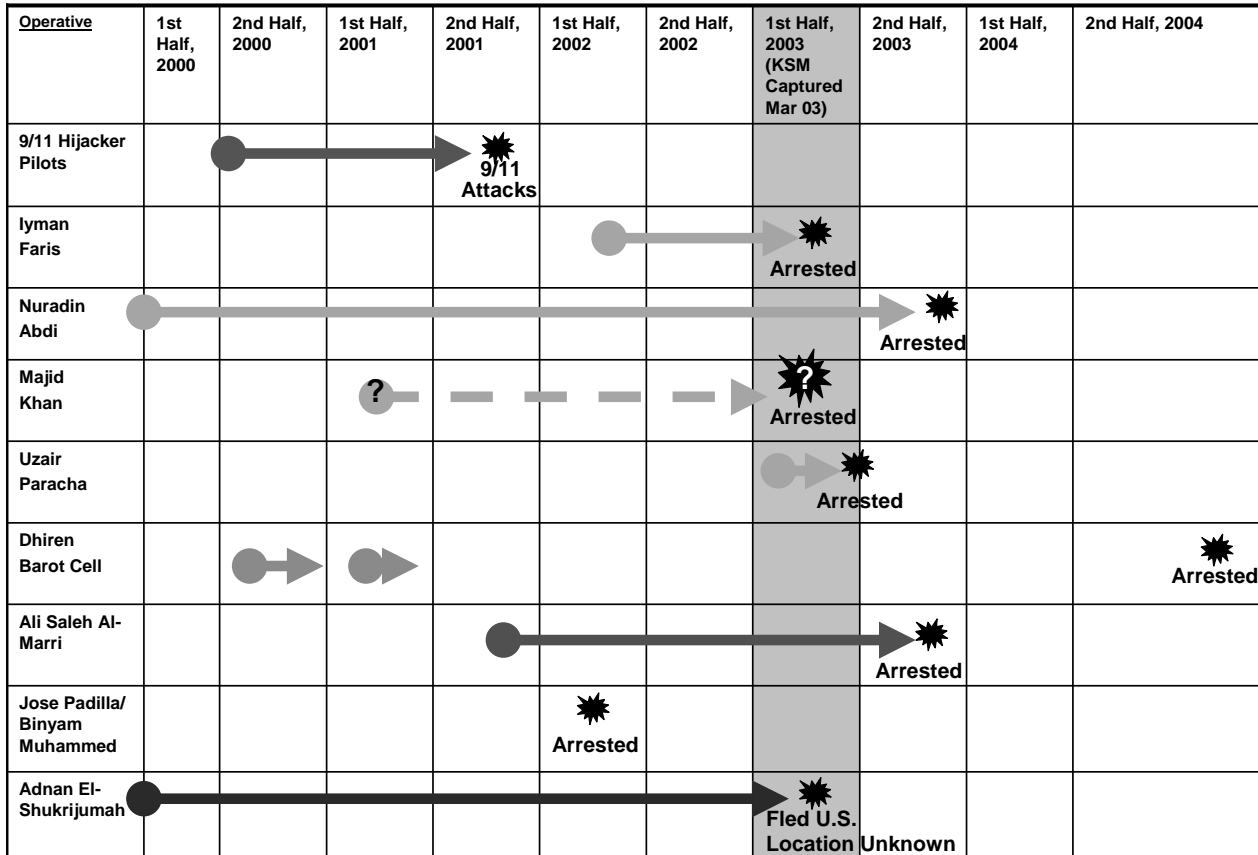 Operative
1st
Half,
2000
2nd Half,
2000
1st Half,
2001
2nd Half,
2001
1st Half,
2002
2nd Half,
2002
1st Half,
2003
(KSM
Captured
Mar 03)
2nd Half,
2003
1st Half,
2004
2nd Half, 2004
9/11 Hijacker
Pilots
9/11
Attacks
Iyman
Faris
Arrested
Nuradin
Abdi
Arrested
Majid
Khan
?
?
Arrested
Uzair
Paracha
Arrested
Dhiren
Barot Cell
Arrested
Ali Saleh Al-
Marri
Arrested
Jose Padilla/
Binyam
Muhammed
Arrested
Adnan El-
Shukrijumah
Fled U.S.
Location Unknown